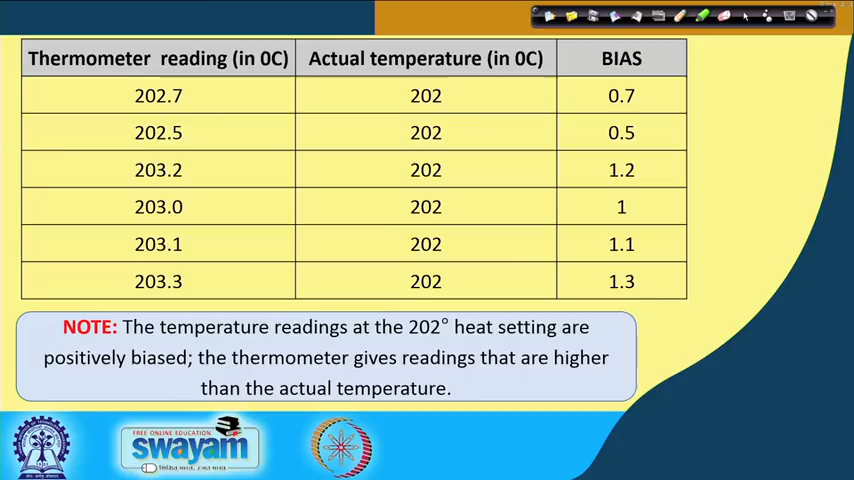 Thermometer reading (in 0C) Actual temperature (in 0C) BIAS
202.7 202 0.7
202.5 202 0.5
203.2 202 1.2
203.0 202 1
203.1 202 1.1
203.3 202 1.3
NOTE: The temperature readings at the 202° heat setting are
positively biased; the thermometer gives readings that are higher
than the actual temperature.
FREE ONLINE EDUCATION
swayam